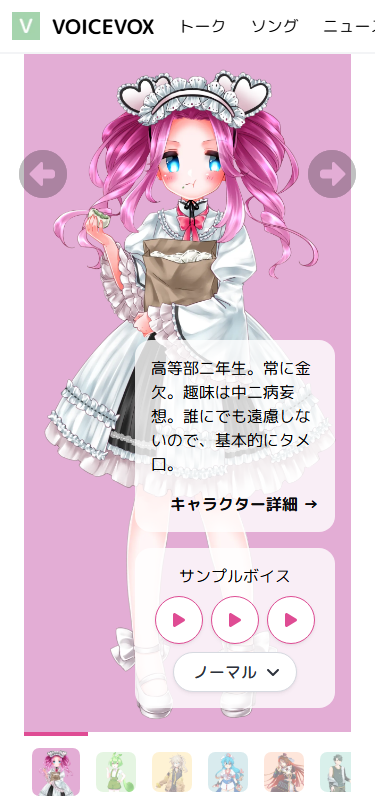 V VOICEVOX トーク ソング ニュース
高等部二年生。常に金
欠。趣味は中二病妄
想。誰にでも遠慮しな
いので、基本的にタメ
口。
キャラクター詳細 →
サンプルボイス
ノーマル